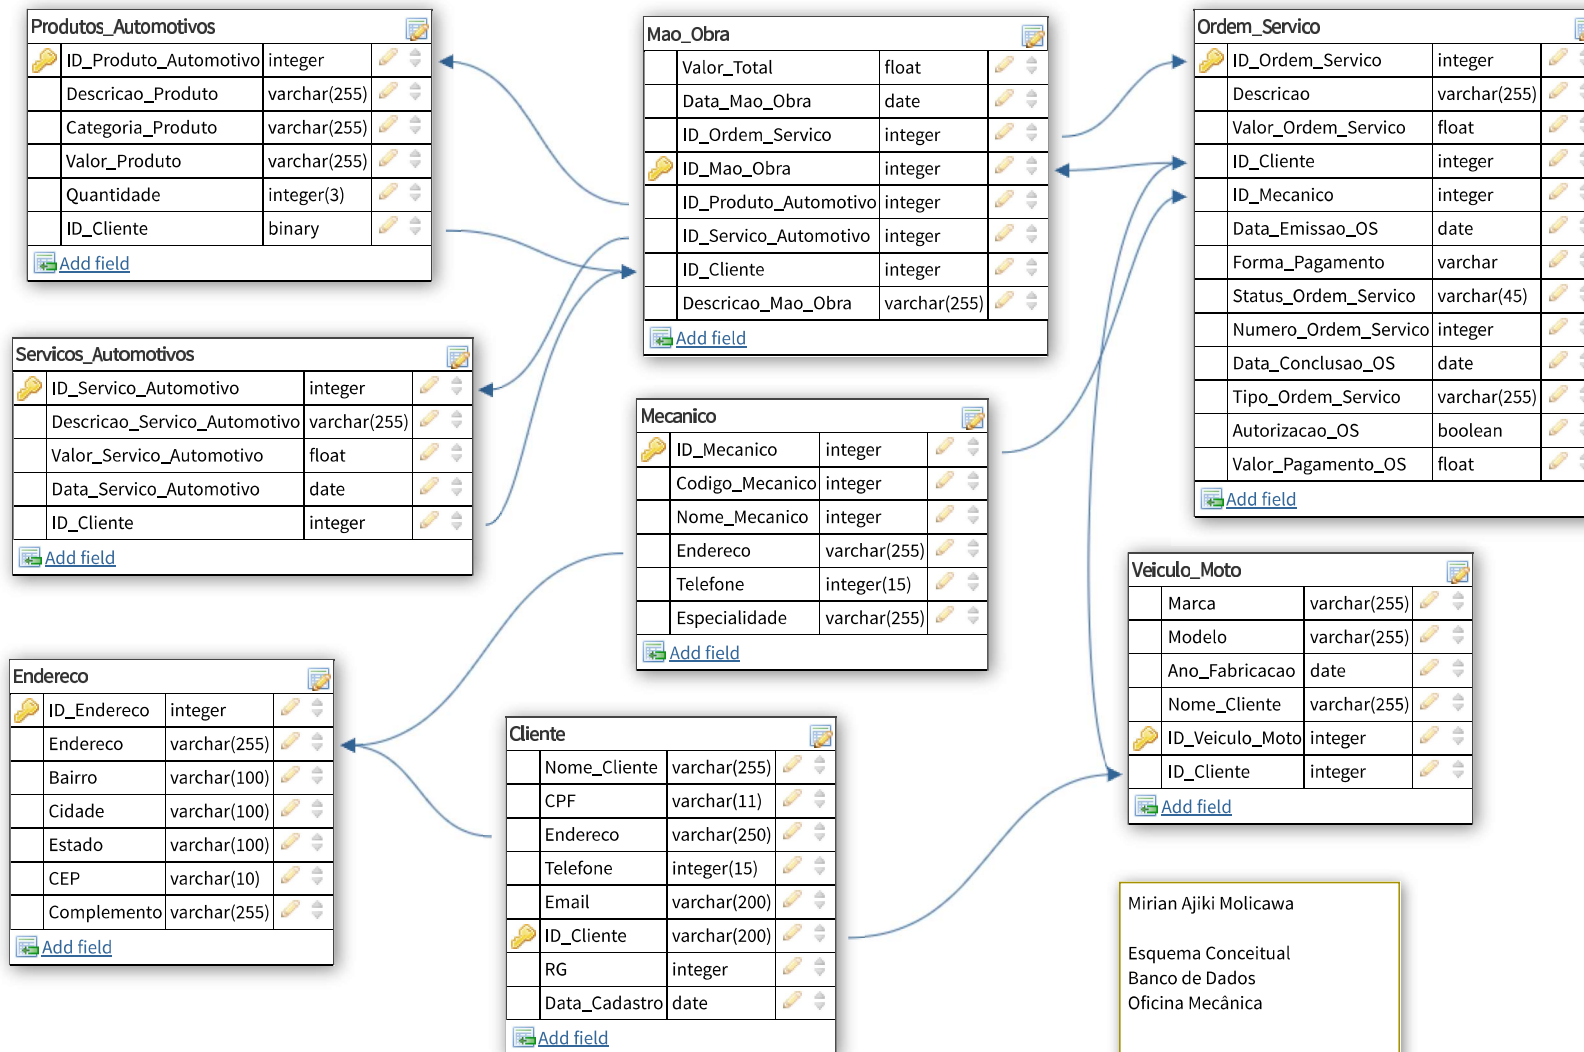 Produtos_Automotivos
ID_Produto_Automotivo integer
Descricao_Produto varchar(255)
Categoria_Produto varchar(255)
Valor_Produto varchar(255)
Quantidade integer(3)
ID_Cliente binary
Add field
Mao_Obra
Valor_Total float
Data_Mao_Obra date
ID_Ordem_Servico integer
ID_Mao_Obra integer
ID_Produto_Automotivo integer
ID_Servico_Automotivo integer
ID_Cliente integer
Descricao_Mao_Obra varchar(255)
Add field
Ordem_Servico
ID_Ordem_Servico integer
Descricao varchar(255)
Valor_Ordem_Servico float
ID_Cliente integer
ID_Mecanico integer
Data_Emissao_OS date
Forma_Pagamento varchar
Status_Ordem_Servico varchar(45)
Numero_Ordem_Servico integer
Data_Conclusao_OS date
Tipo_Ordem_Servico varchar(255)
Autorizacao_OS boolean
Valor_Pagamento_OS float
Add field
Servicos_Automotivos
ID_Servico_Automotivo integer
Descricao_Servico_Automotivo varchar(255)
Valor_Servico_Automotivo float
Data_Servico_Automotivo date
ID_Cliente integer
Add field
Mecanico
ID_Mecanico integer
Codigo_Mecanico integer
Nome_Mecanico integer
Endereco varchar(255)
Telefone integer(15)
Especialidade varchar(255)
Add field
Veiculo_Moto
Marca varchar(255)
Modelo varchar(255)
Ano_Fabricacao date
Nome_Cliente varchar(255)
ID_Veiculo_Moto integer
ID_Cliente integer
Add field
Endereco
ID_Endereco integer
Endereco varchar(255)
Bairro varchar(100)
Cidade varchar(100)
Estado varchar(100)
CEP varchar(10)
Complemento varchar(255)
Add field
Cliente
Nome_Cliente varchar(255)
CPF varchar(11)
Endereco varchar(250)
Telefone integer(15)
Email varchar(200)
ID_Cliente varchar(200)
RG integer
Data_Cadastro date
Add field
Mirian Ajiki Molicawa
Esquema Conceitual
Banco de Dados
Oficina Mecânica